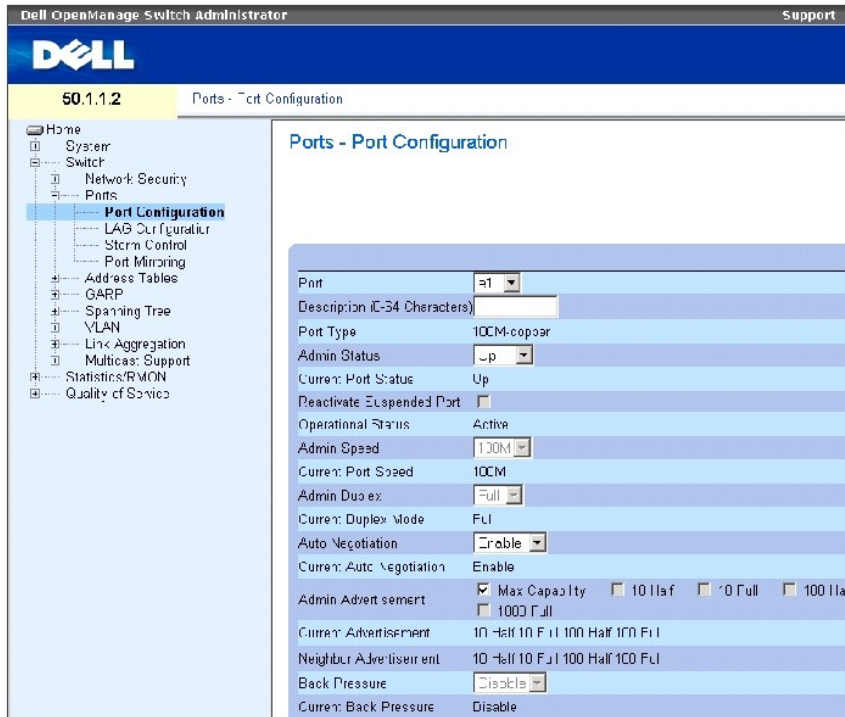 Dell OpenManage Switch Administrator Support
DELL
50.1.1.2 Ports - Port Configuration
Home
System
Switch
Network Security
Ports
Port Configuration
LAG Configuration
Storm Control
Port Mirroring
Address Tables
GARP
Spanning Tree
VLAN
Link Aggregation
Multicast Support
Statistics/RMON
Quality of Service
Ports - Port Configuration
Port e1
Description (0-64 Characters)
Port Type 100M-copper
Admin Status Up
Current Port Status Up
Reactivate Suspended Port
Operational Status Active
Admin Speed 100M
Current Port Speed 100M
Admin Duplex Full
Current Duplex Mode Full
Auto Negotiation Enable
Current Auto Negotiation Enable
Admin Advertisement Max Capability 10 Half 10 Full 100 Ha
1000 Full
Current Advertisement 10 Half 10 Full 100 Half 100 Full
Neighbor Advertisement 10 Half 10 Full 100 Half 100 Full
Back Pressure Disable
Current Back Pressure Disable